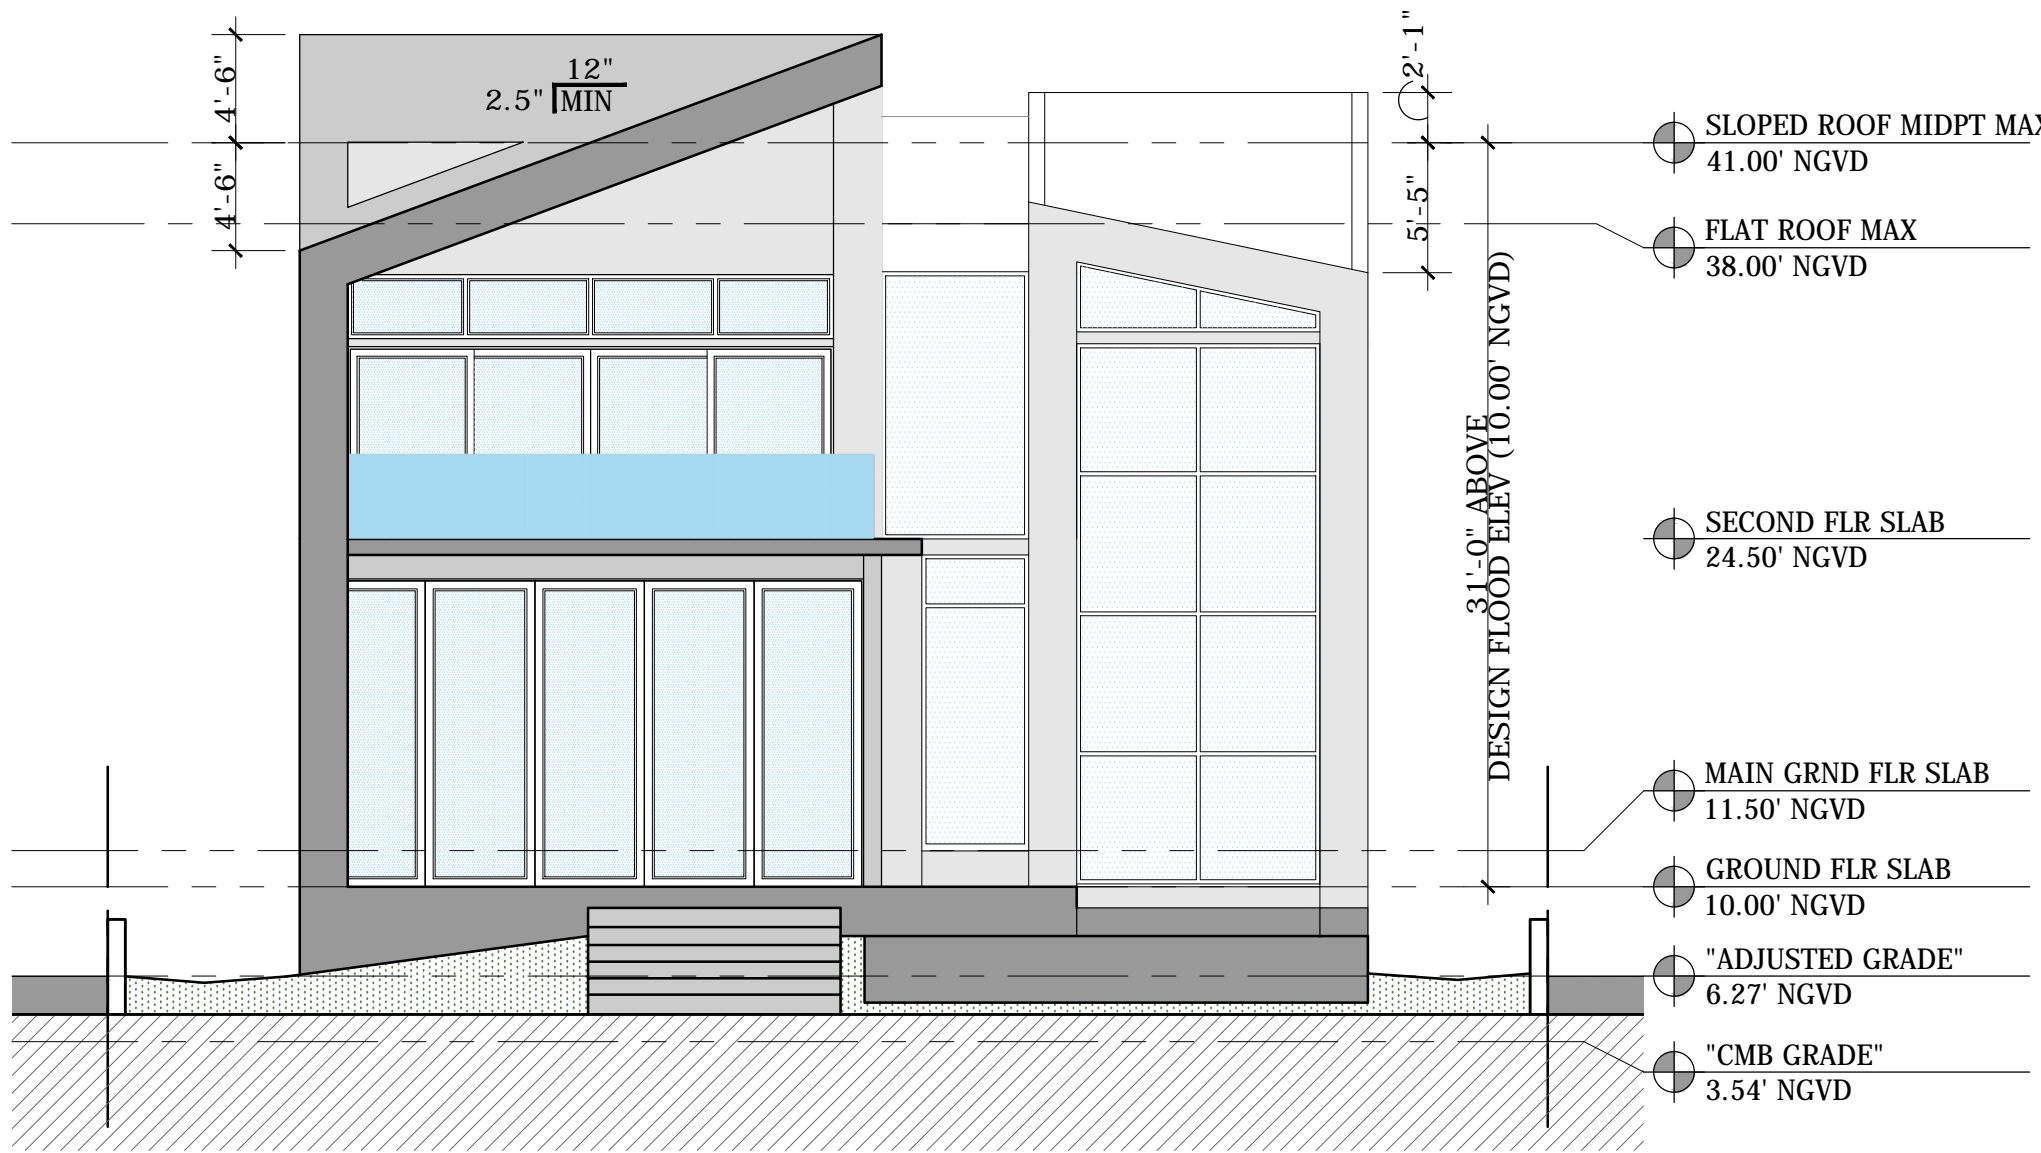 2'-1"
4'-6"
12"
2.5" MIN
SLOPED ROOF MIDPT MAX
41.00' NGVD
4'-6"
5'-5"
FLAT ROOF MAX
38.00' NGVD
31'-0" ABOVE
DESIGN FLOOD ELEV (10.00' NGVD)
SECOND FLR SLAB
24.50' NGVD
MAIN GRND FLR SLAB
11.50' NGVD
GROUND FLR SLAB
10.00' NGVD
"ADJUSTED GRADE"
6.27' NGVD
"CMB GRADE"
3.54' NGVD